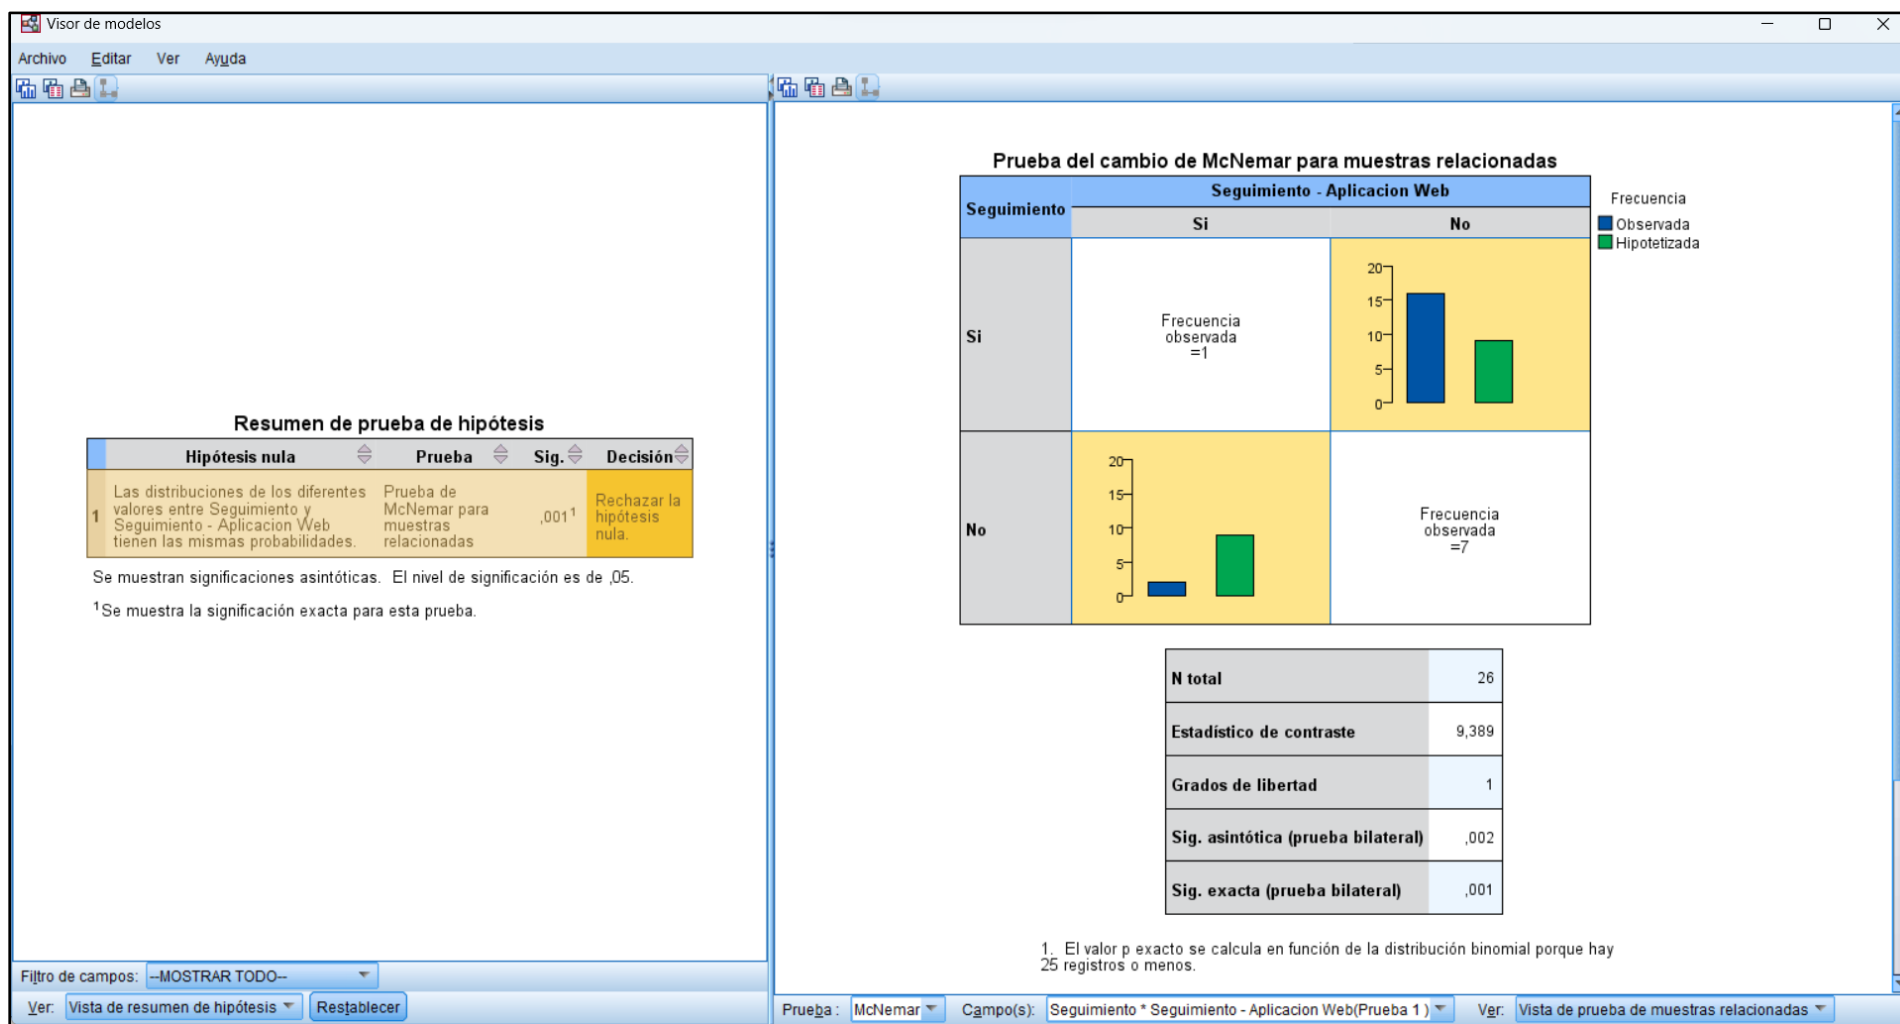 Visor de modelos
Archivo Editar Ver Ayuda
Resumen de prueba de hipótesis
Hipótesis nula Prueba Sig. Decisión
1
Las distribuciones de los diferentes
valores entre Seguimiento y
Seguimiento - Aplicacion Web
tienen las mismas probabilidades.
Prueba de
McNemar para
muestras
relacionadas
,001¹
Rechazar la
hipótesis
nula.
Se muestran significaciones asintóticas. El nivel de significación es de ,05.
¹Se muestra la significación exacta para esta prueba.
Filtro de campos: --MOSTRAR TODO--
Ver: Vista de resumen de hipótesis Restablecer
Prueba del cambio de McNemar para muestras relacionadas
Seguimiento
Seguimiento - Aplicacion Web
Si No
Frecuencia
Observada
Hipotetizada
Si
Frecuencia
observada
=1
20
15
10
5
0
No
20
15
10
5
0
Frecuencia
observada
=7
N total 26
Estadístico de contraste 9,389
Grados de libertad 1
Sig. asintótica (prueba bilateral) ,002
Sig. exacta (prueba bilateral) ,001
1. El valor p exacto se calcula en función de la distribución binomial porque hay
25 registros o menos.
Prueba: McNemar Campo(s): Seguimiento * Seguimiento - Aplicacion Web(Prueba 1) Ver: Vista de prueba de muestras relacionadas